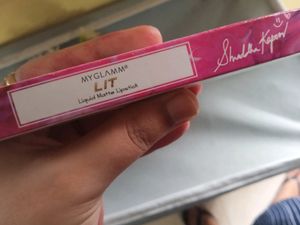 MYGLAMM®
LIT
Liquid Matte Lipstick
Shraddha Kapoor